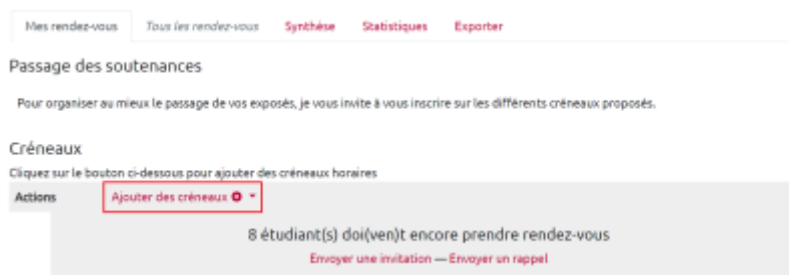 Mes rendez-vous Tous les rendez-vous Synthèse Statistiques Exporter
Passage des soutenances
Pour organiser au mieux le passage de vos exposés, je vous invite à vous inscrire sur les différents créneaux proposés.
Créneaux
Cliquez sur le bouton ci-dessous pour ajouter des créneaux horaires
Actions Ajouter des créneaux
8 étudiant(s) doi(ven)t encore prendre rendez-vous
Envoyer une invitation — Envoyer un rappel